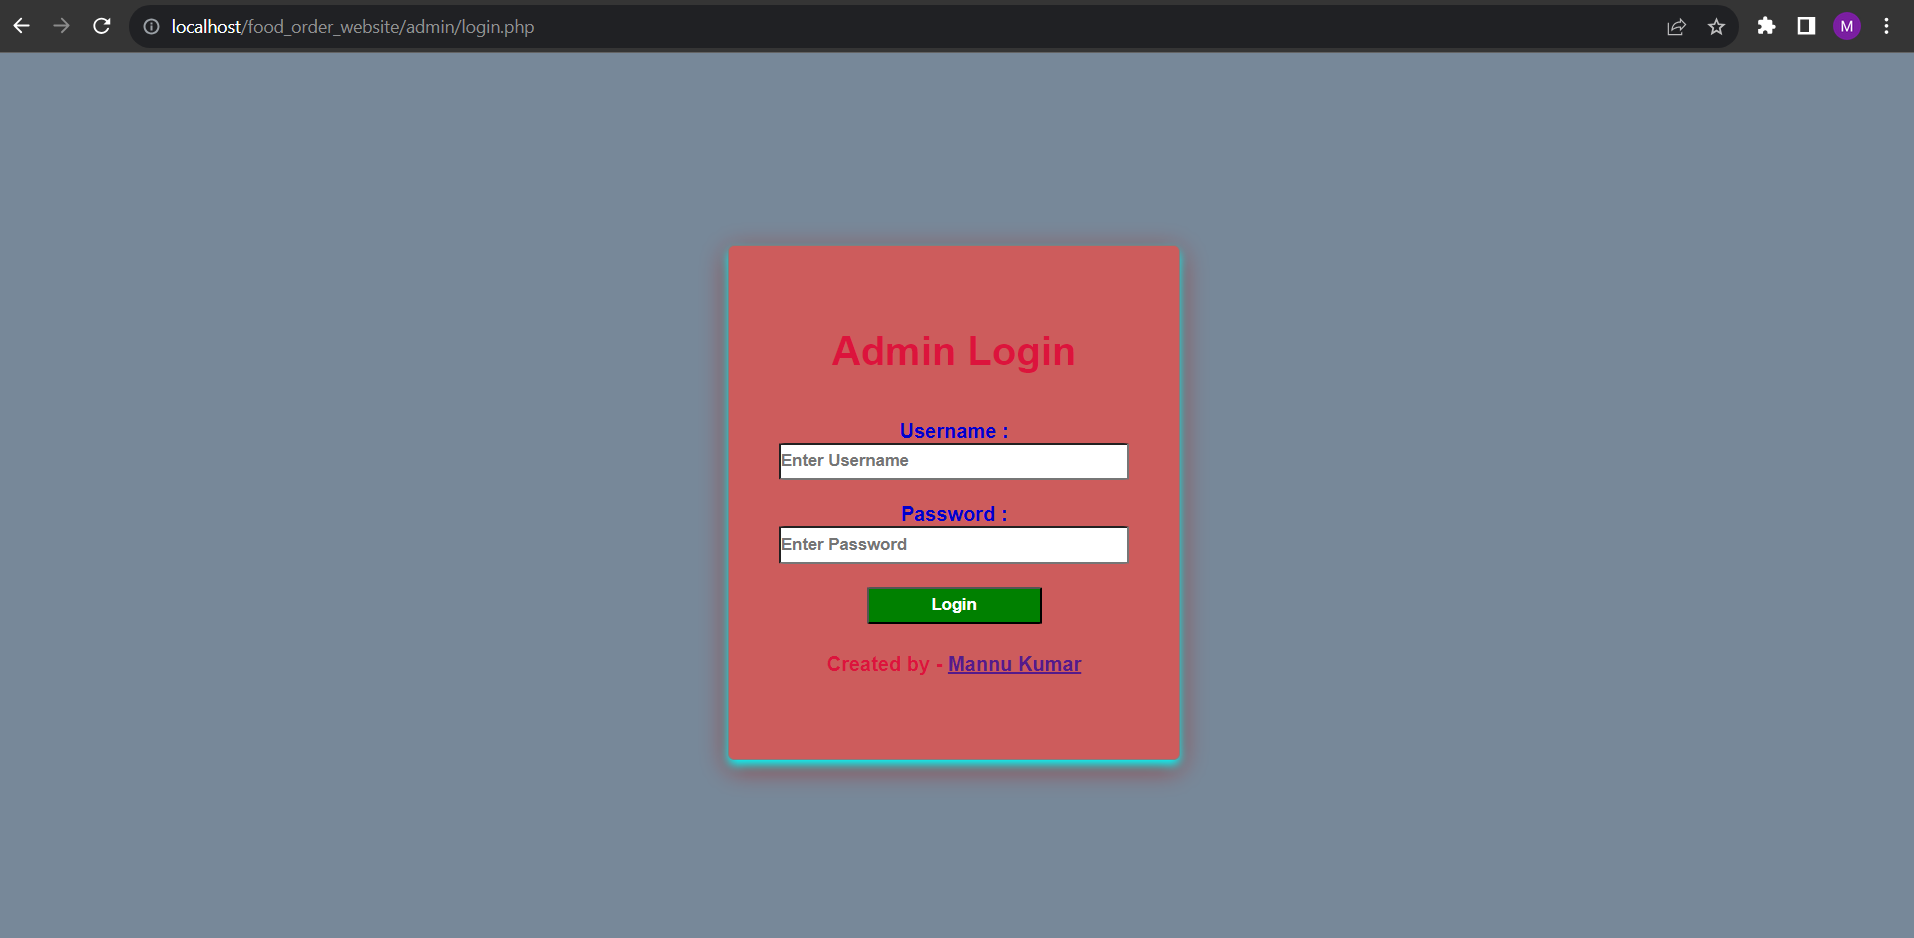 localhost/food_order_website/admin/login.php
M
Admin Login
Username :
Enter Username
Password :
Enter Password
Login
Created by - Mannu Kumar